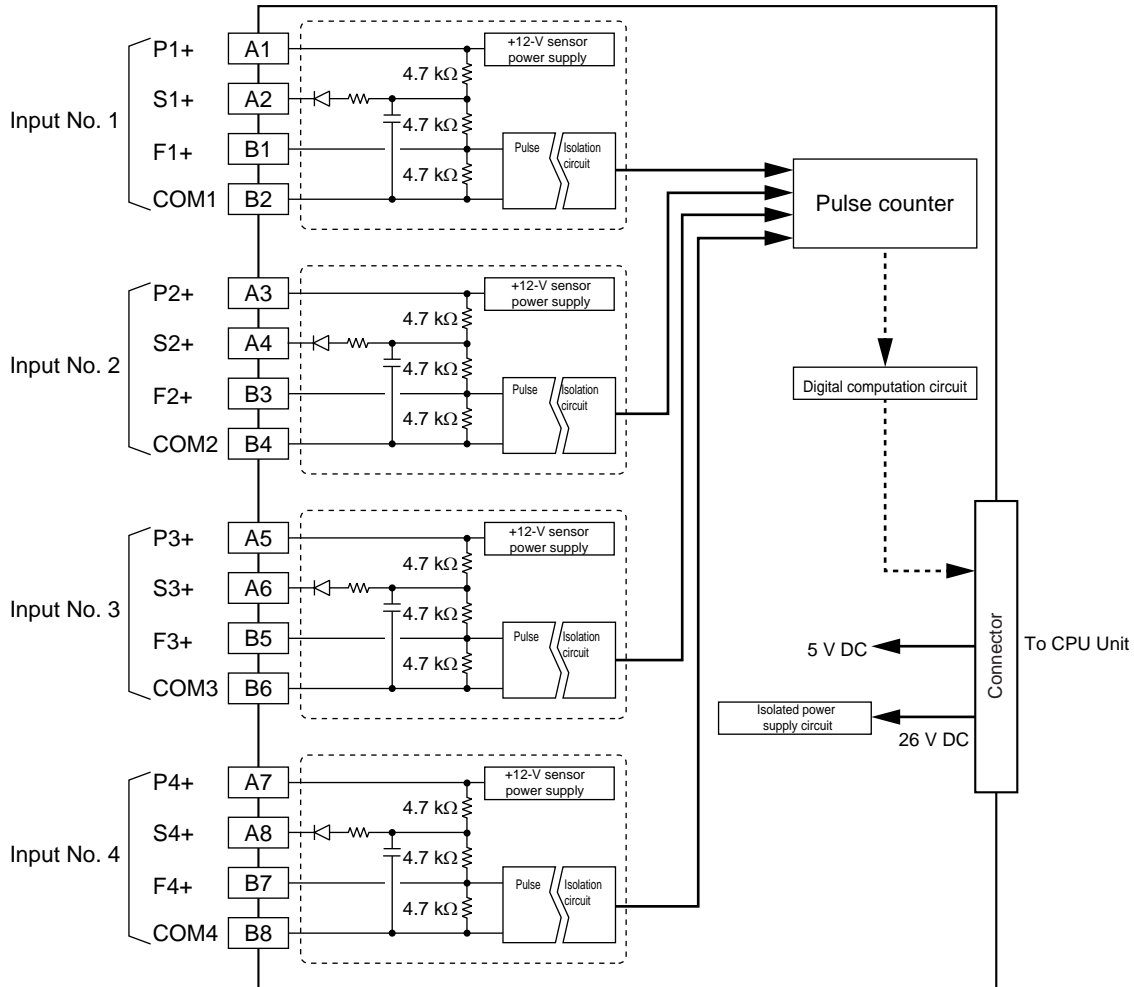 Input No. 1
P1+ A1
S1+ A2
F1+ B1
COM1 B2
+12-V sensor
power supply
4.7 kΩ
4.7 kΩ
4.7 kΩ
Pulse
Isolation
circuit
Input No. 2
P2+ A3
S2+ A4
F2+ B3
COM2 B4
+12-V sensor
power supply
4.7 kΩ
4.7 kΩ
4.7 kΩ
Pulse
Isolation
circuit
Input No. 3
P3+ A5
S3+ A6
F3+ B5
COM3 B6
+12-V sensor
power supply
4.7 kΩ
4.7 kΩ
4.7 kΩ
Pulse
Isolation
circuit
Input No. 4
P4+ A7
S4+ A8
F4+ B7
COM4 B8
+12-V sensor
power supply
4.7 kΩ
4.7 kΩ
4.7 kΩ
Pulse
Isolation
circuit
Pulse counter
Digital computation circuit
5 V DC
Isolated power
supply circuit
26 V DC
Connector
To CPU Unit